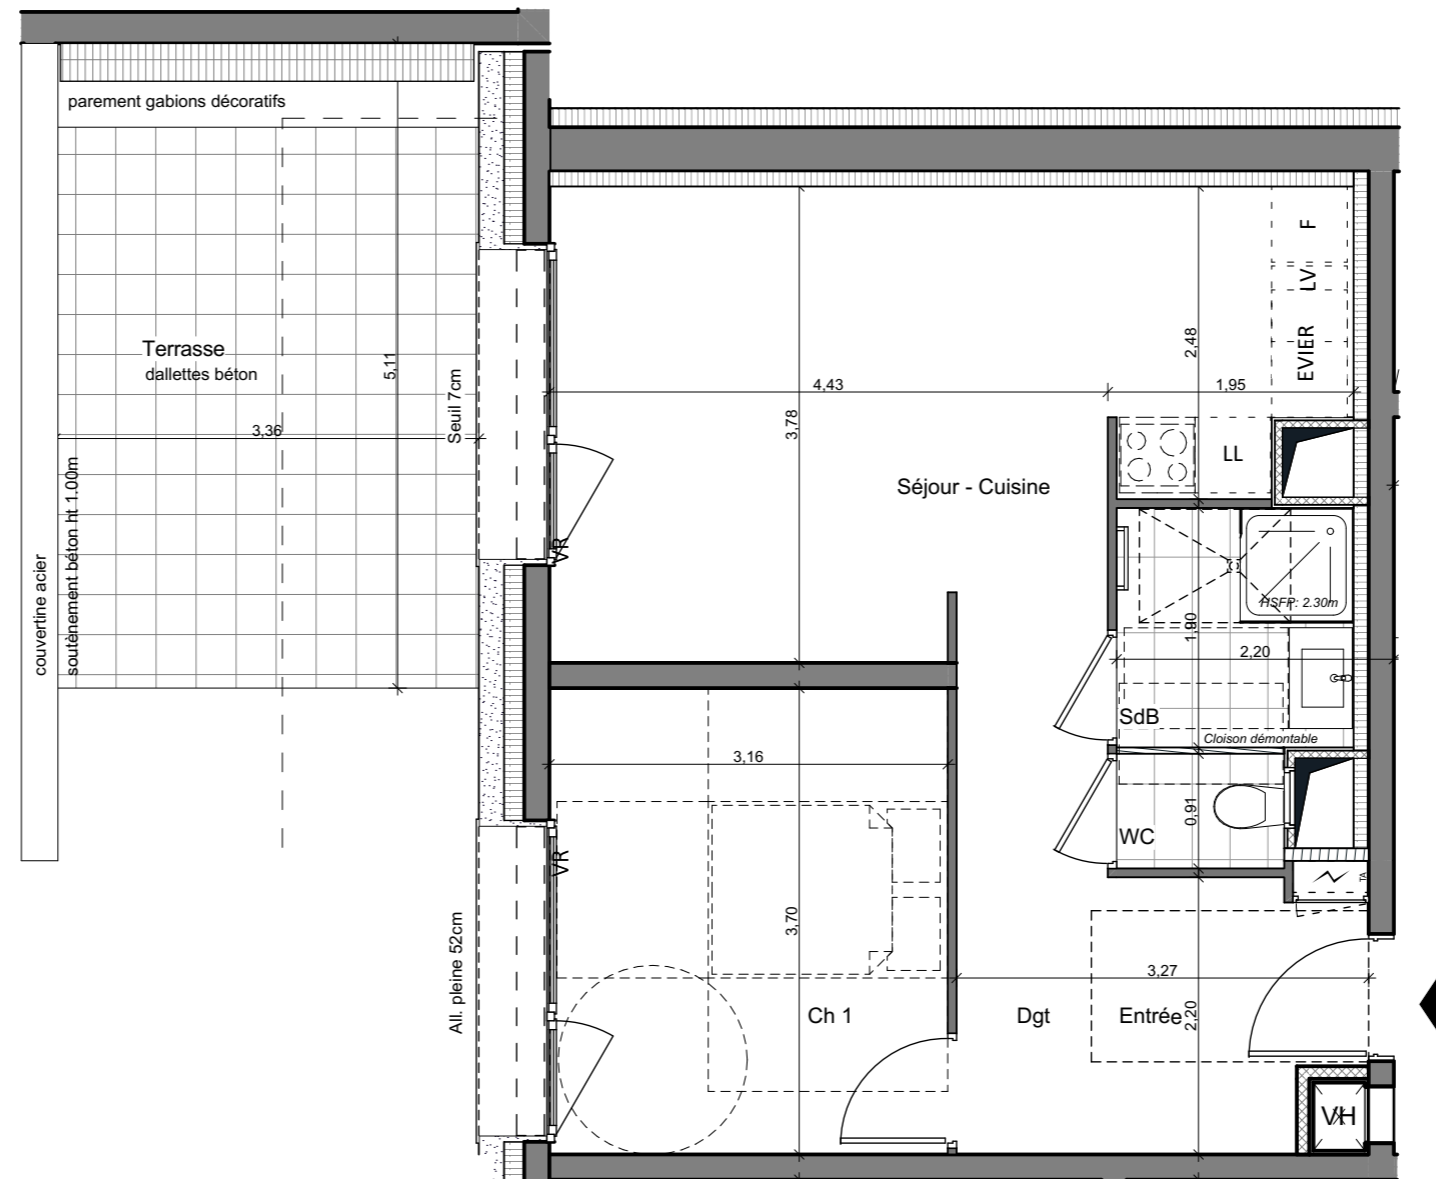 parement gabions décoratifs
Terrasse
dallettes béton
5,11
3,36
Seuil 7cm
couvertine acier
soutènement béton ht 1.00m
4,43
3,78
2,48
1,95
F
LV
EVIER
LL
Séjour - Cuisine
VR
HSFP: 2.30m
1,90
2,20
SdB
Cloison démontable
3,16
0,91
WC
VR
TA
All. pleine 52cm
3,70
3,27
Ch 1
Dgt
Entrée
2,20
VH